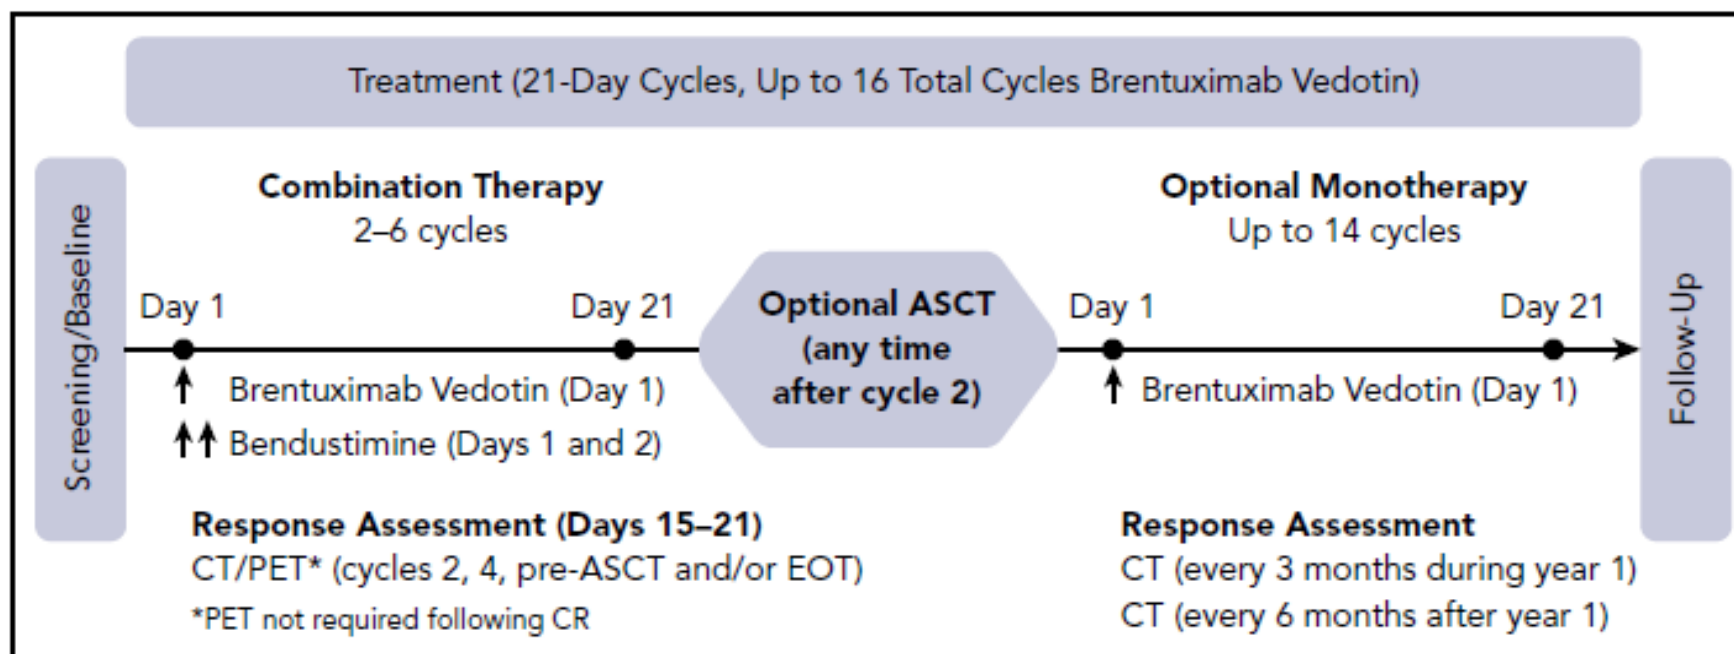 Treatment (21-Day Cycles, Up to 16 Total Cycles Brentuximab Vedotin)
Screening/Baseline
Combination Therapy
2–6 cycles
Day 1
Day 21
Brentuximab Vedotin (Day 1)
Bendustimine (Days 1 and 2)
Response Assessment (Days 15–21)
CT/PET* (cycles 2, 4, pre-ASCT and/or EOT)
*PET not required following CR
Optional ASCT
(any time
after cycle 2)
Optional Monotherapy
Up to 14 cycles
Day 1
Day 21
Brentuximab Vedotin (Day 1)
Response Assessment
CT (every 3 months during year 1)
CT (every 6 months after year 1)
Follow-Up